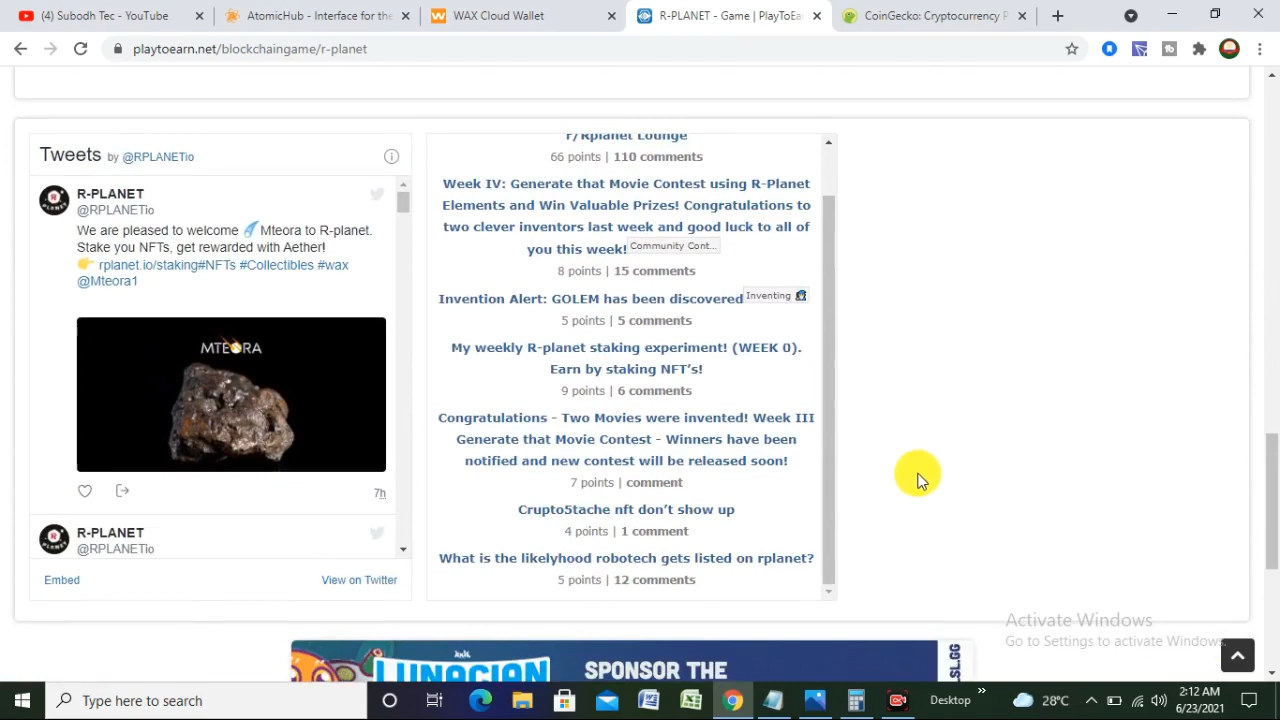 (4) Subodh Tec - YouTube
AtomicHub - Interface for the
WAX Cloud Wallet
R-PLANET - Game | PlayToEar
CoinGecko: Cryptocurrency P
playtoearn.net/blockchaingame/r-planet
Tweets by @RPLANETio
R-PLANET
@RPLANETio
We are pleased to welcome Mteora to R-planet.
Stake you NFTs, get rewarded with Aether!
rplanet.io/staking#NFTs #Collectibles #wax
@Mteora1
MTEORA
7h
R-PLANET
@RPLANETio
Embed
View on Twitter
r/Rplanet Lounge
66 points | 110 comments
Week IV: Generate that Movie Contest using R-Planet
Elements and Win Valuable Prizes! Congratulations to
two clever inventors last week and good luck to all of
you this week! Community Cont...
8 points | 15 comments
Invention Alert: GOLEM has been discovered Inventing
5 points | 5 comments
My weekly R-planet staking experiment! (WEEK 0).
Earn by staking NFT's!
9 points | 6 comments
Congratulations - Two Movies were invented! Week III
Generate that Movie Contest - Winners have been
notified and new contest will be released soon!
7 points | comment
Crupto5tache nft don't show up
4 points | 1 comment
What is the likelyhood robotech gets listed on rplanet?
5 points | 12 comments
Activate Windows
Go to Settings to activate Windows.
LUNACIAN
SPONSOR THE
LSL.GG
Type here to search
Desktop
28°C
2:12 AM
6/23/2021